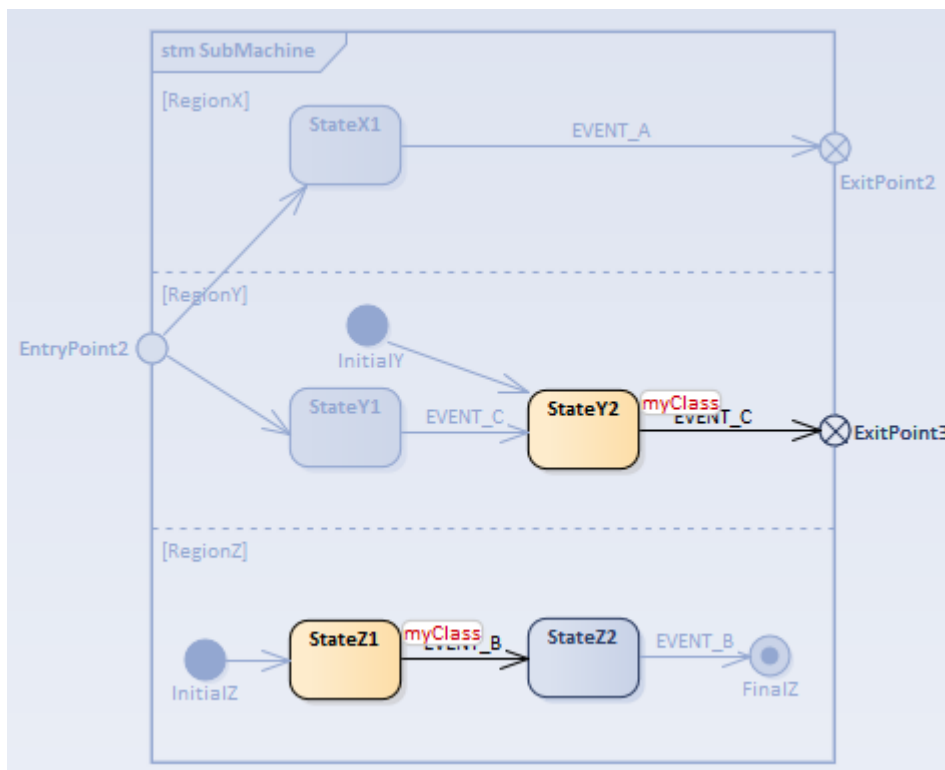 stm SubMachine
[RegionX]
StateX1
EVENT_A
ExitPoint2
[RegionY]
EntryPoint2
InitialY
StateY1
EVENT_C
StateY2
myClass
EVENT_C
ExitPoint3
[RegionZ]
InitialZ
StateZ1
myClass
EVENT_B
StateZ2
EVENT_B
FinalZ